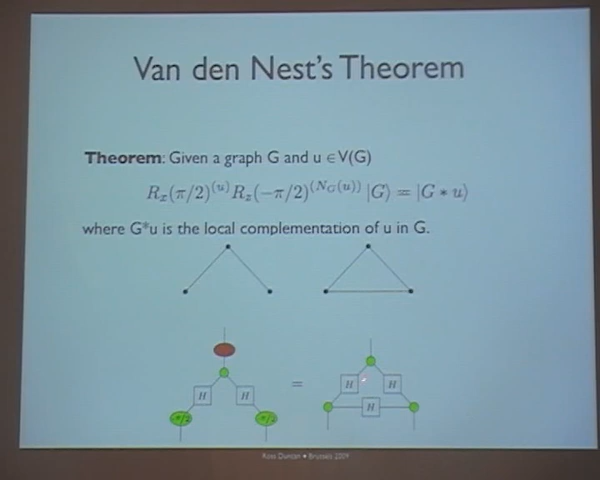 Van den Nest's Theorem
Theorem: Given a graph G and u ∈ V(G)
R_x(π/2)^(u) R_z(−π/2)^(N_G(u)) |G⟩ = |G * u⟩
where G*u is the local complementation of u in G.
H H = H H
H
π/2 π/2
Ross Duncan • Brussels 2009